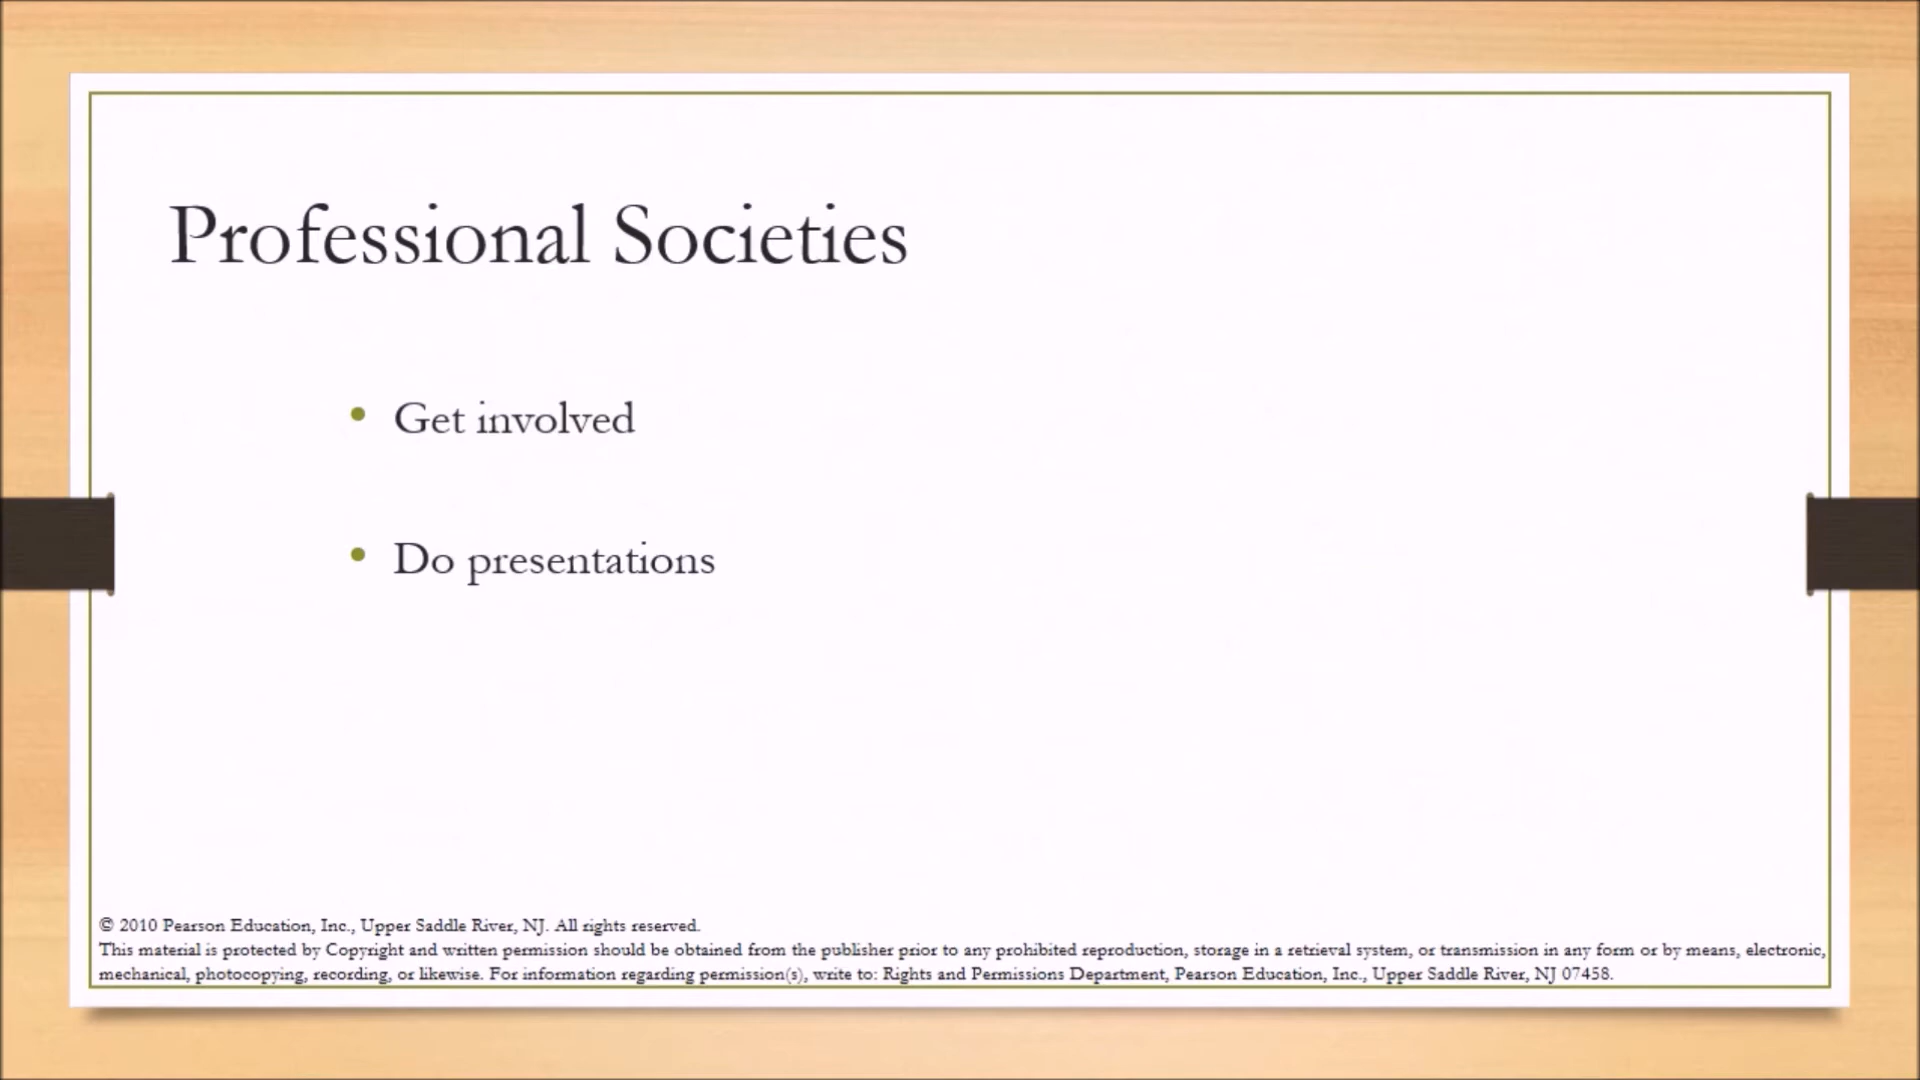 Professional Societies
• Get involved
• Do presentations
© 2010 Pearson Education, Inc., Upper Saddle River, NJ. All rights reserved.
This material is protected by Copyright and written permission should be obtained from the publisher prior to any prohibited reproduction, storage in a retrieval system, or transmission in any form or by means, electronic,
mechanical, photocopying, recording, or likewise. For information regarding permission(s), write to: Rights and Permissions Department, Pearson Education, Inc., Upper Saddle River, NJ 07458.